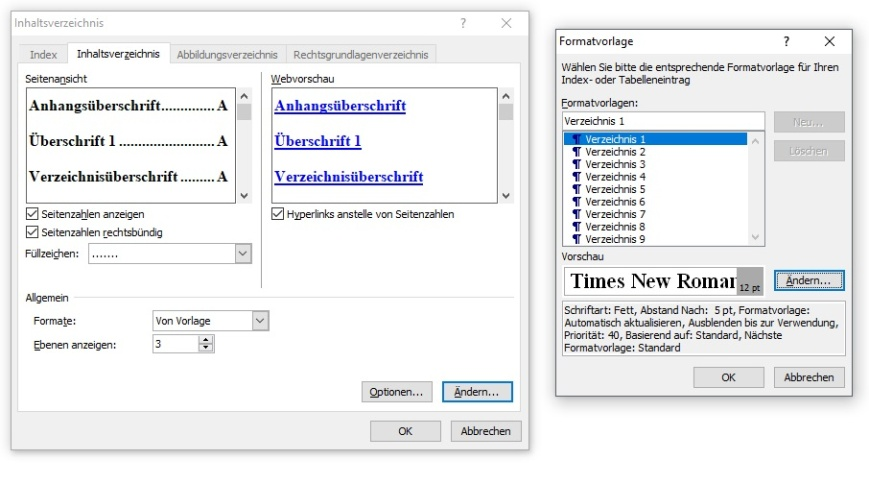 Inhaltsverzeichnis ? ×
Index Inhaltsverzeichnis Abbildungsverzeichnis Rechtsgrundlagenverzeichnis
Seitenansicht
Anhangsüberschrift............. A
Überschrift 1 ....................... A
Verzeichnisüberschrift ......... A
Webvorschau
Anhangsüberschrift
Überschrift 1
Verzeichnisüberschrift
Seitenzahlen anzeigen
Seitenzahlen rechtsbündig
Füllzeichen: .......
Hyperlinks anstelle von Seitenzahlen
Allgemein
Formate: Von Vorlage
Ebenen anzeigen: 3
Optionen... Ändern...
OK Abbrechen
Formatvorlage ? ×
Wählen Sie bitte die entsprechende Formatvorlage für Ihren
Index- oder Tabelleneintrag
Formatvorlagen:
Verzeichnis 1 Neu...
¶ Verzeichnis 1
¶ Verzeichnis 2
Löschen
¶ Verzeichnis 3
¶ Verzeichnis 4
¶ Verzeichnis 5
¶ Verzeichnis 6
¶ Verzeichnis 7
¶ Verzeichnis 8
¶ Verzeichnis 9
Vorschau
Times New Roman 12 pt Ändern...
Schriftart: Fett, Abstand Nach: 5 pt, Formatvorlage:
Automatisch aktualisieren, Ausblenden bis zur Verwendung,
Priorität: 40, Basierend auf: Standard, Nächste
Formatvorlage: Standard
OK Abbrechen